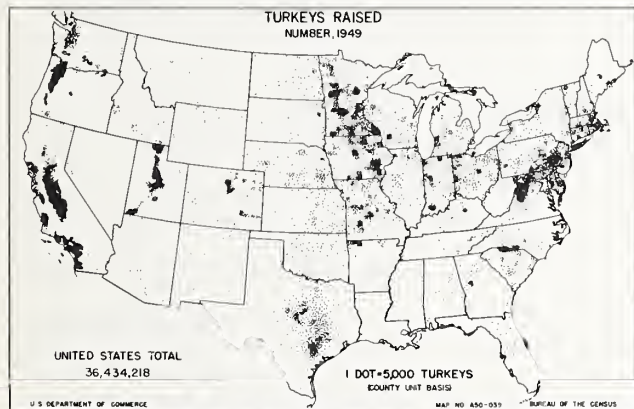 TURKEYS RAISED
NUMBER, 1949
UNITED STATES TOTAL
36,434,218
1 DOT=5,000 TURKEYS
(COUNTY UNIT BASIS)
U S DEPARTMENT OF COMMERCE
MAP NO A50-039
BUREAU OF THE CENSUS